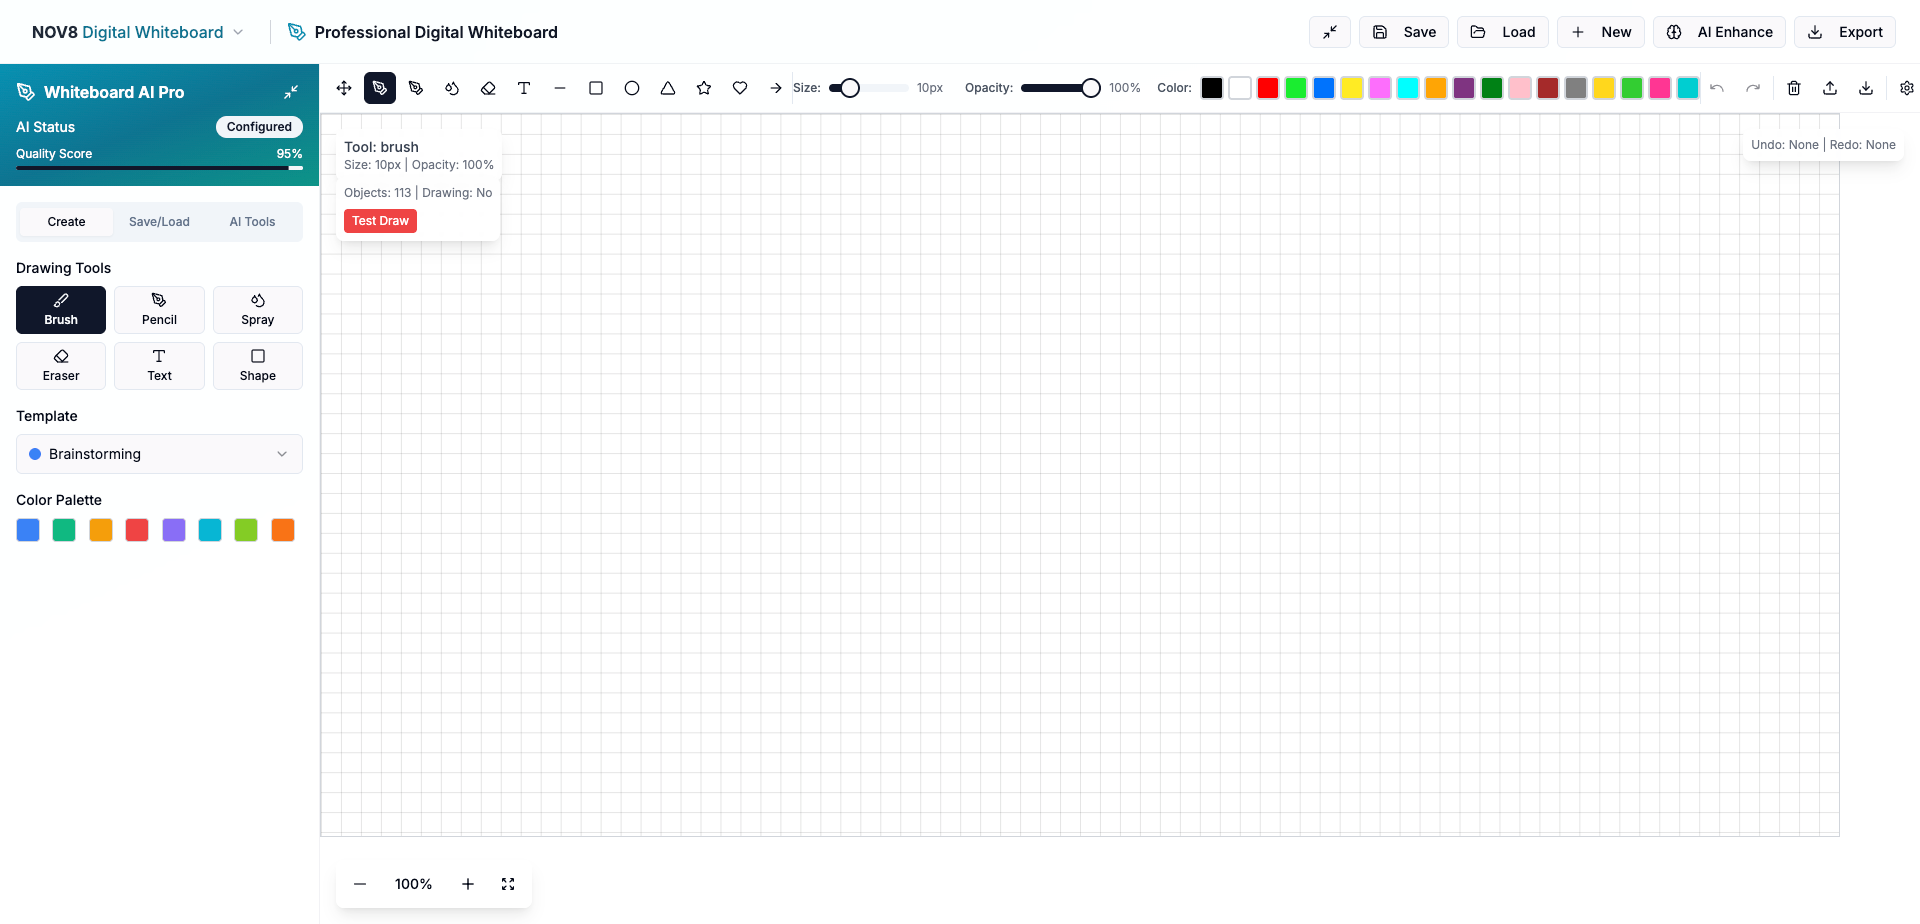 NOV8 Digital Whiteboard
Professional Digital Whiteboard
Save
Load
New
AI Enhance
Export
Whiteboard AI Pro
AI Status
Configured
Quality Score
95%
Size:
10px
Opacity:
100%
Color:
Tool: brush
Size: 10px | Opacity: 100%
Objects: 113 | Drawing: No
Test Draw
Undo: None | Redo: None
Create
Save/Load
AI Tools
Drawing Tools
Brush
Pencil
Spray
Eraser
Text
Shape
Template
Brainstorming
Color Palette
100%